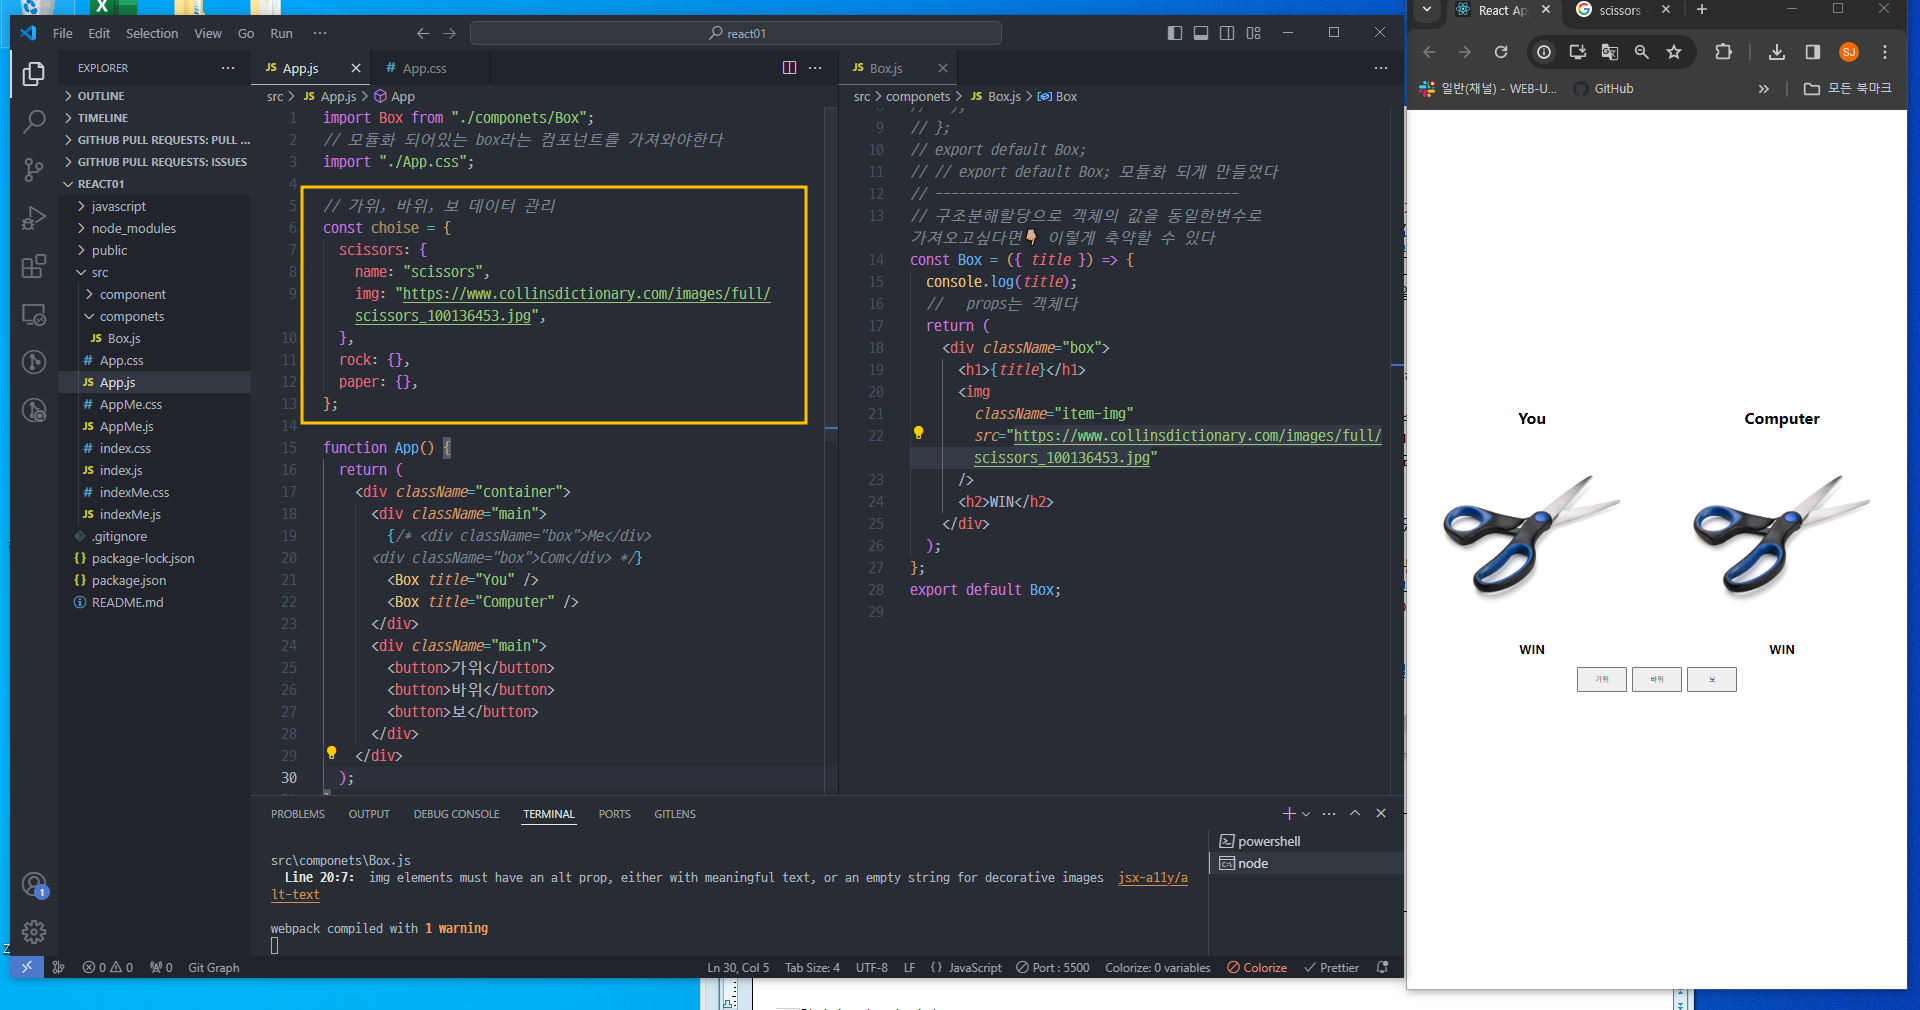 File Edit Selection View Go Run ··· react01
EXPLORER ···
OUTLINE
TIMELINE
GITHUB PULL REQUESTS: PULL ...
GITHUB PULL REQUESTS: ISSUES
REACT01
javascript
node_modules
public
src
component
componets
JS Box.js
# App.css
JS App.js
# AppMe.css
JS AppMe.js
# index.css
JS index.js
# indexMe.css
JS indexMe.js
.gitignore
{} package-lock.json
{} package.json
README.md
JS App.js # App.css
src > JS App.js > App
1 import Box from "./componets/Box";
2 // 모듈화 되어있는 box라는 컴포넌트를 가져와야한다
3 import "./App.css";
4
5 // 가위, 바위, 보 데이터 관리
6 const choise = {
7 scissors: {
8 name: "scissors",
9 img: "https://www.collinsdictionary.com/images/full/
scissors_100136453.jpg",
10 },
11 rock: {},
12 paper: {},
13 };
14
15 function App() {
16 return (
17 <div className="container">
18 <div className="main">
19 {/* <div className="box">Me</div>
20 <div className="box">Com</div> */}
21 <Box title="You" />
22 <Box title="Computer" />
23 </div>
24 <div className="main">
25 <button>가위</button>
26 <button>바위</button>
27 <button>보</button>
28 </div>
29 </div>
30 );
JS Box.js
src > componets > JS Box.js > Box
9 // };
10 // export default Box;
11 // // export default Box; 모듈화 되게 만들었다
12 // --------------------------------------
13 // 구조분해할당으로 객체의 값을 동일한변수로
가져오고싶다면👇🏽 이렇게 축약할 수 있다
14 const Box = ({ title }) => {
15 console.log(title);
16 // props는 객체다
17 return (
18 <div className="box">
19 <h1>{title}</h1>
20 <img
21 className="item-img"
22 src="https://www.collinsdictionary.com/images/full/
scissors_100136453.jpg"
23 />
24 <h2>WIN</h2>
25 </div>
26 );
27 };
28 export default Box;
29
PROBLEMS OUTPUT DEBUG CONSOLE TERMINAL PORTS GITLENS
src\componets\Box.js
Line 20:7: img elements must have an alt prop, either with meaningful text, or an empty string for decorative images jsx-a11y/a
lt-text
webpack compiled with 1 warning
powershell
node
1
0 0 0 Git Graph
Ln 30, Col 5 Tab Size: 4 UTF-8 LF {} JavaScript Port : 5500 Colorize: 0 variables Colorize Prettier
React Ap scissors
SJ
일반(채널) - WEB-U... GitHub » 모든 북마크
You Computer
WIN WIN
가위 바위 보